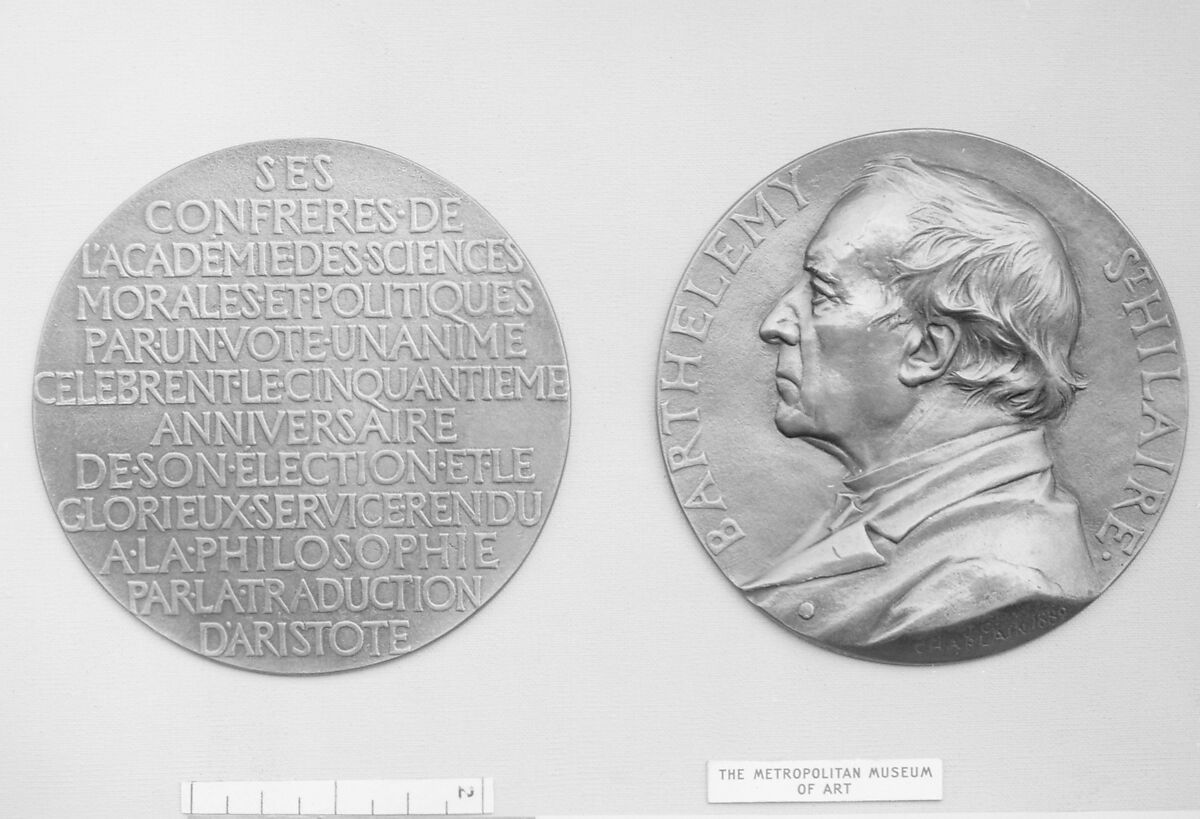 SES
CONFRERES·DE
L'ACADÉMIE·DES·SCIENCES
MORALES·ET·POLITIQUES
PAR·UN·VOTE·UNANIME
CELEBRENT·LE·CINQUANTIEME
ANNIVERSAIRE
DE·SON·ÉLECTION·ET·LE
GLORIEUX·SERVICE·RENDU
A·LA·PHILOSOPHIE
PAR·LA·TRADUCTION
D'ARISTOTE
BARTHELEMY
ST HILAIRE·
CHAPLAIN·1889
2
THE METROPOLITAN MUSEUM
OF ART